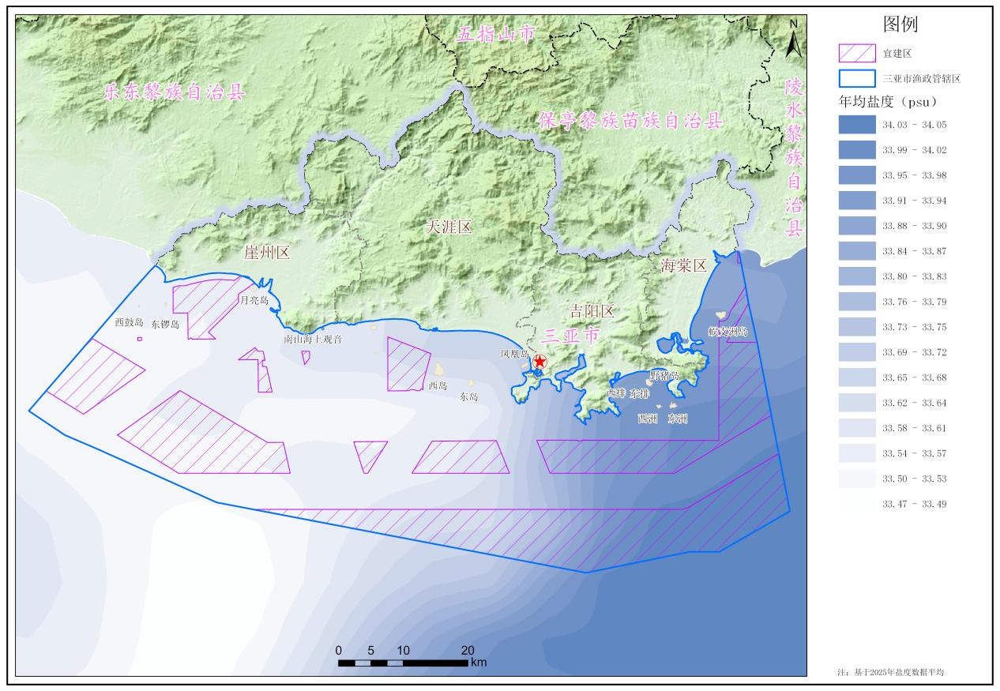 五指山市
乐东黎族自治县
保亭黎族苗族自治县
陵水黎族自治县
N
天涯区
崖州区
海棠区
吉阳区
三亚市
月亮岛
西鼓岛
东锣岛
南山海上观音
蜈支洲岛
凤凰岛
西岛
东岛
野猪岛
西排
东排
西洲
东洲
0 5 10 20
km
图例
宜建区
三亚市渔政管辖区
年均盐度（psu）
34.03 - 34.05
33.99 - 34.02
33.95 - 33.98
33.91 - 33.94
33.88 - 33.90
33.84 - 33.87
33.80 - 33.83
33.76 - 33.79
33.73 - 33.75
33.69 - 33.72
33.65 - 33.68
33.62 - 33.64
33.58 - 33.61
33.54 - 33.57
33.50 - 33.53
33.47 - 33.49
注：基于2025年盐度数据平均